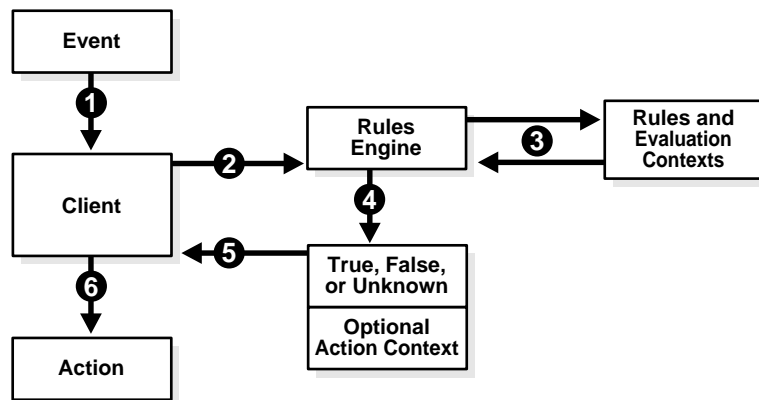 Event
1
Client
2
Rules
Engine
3
Rules and
Evaluation
Contexts
4
True, False,
or Unknown
Optional
Action Context
5
6
Action